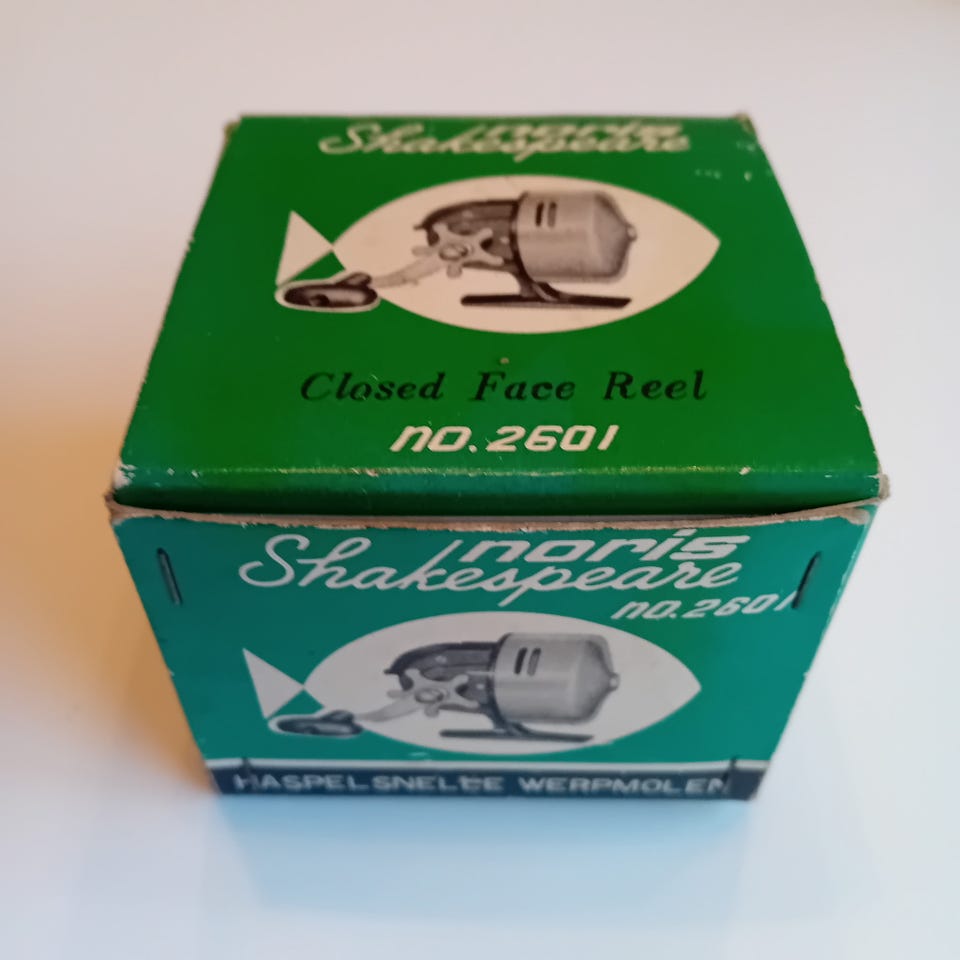 noris
Shakespeare
Closed Face Reel
no.2601
noris
Shakespeare
no.2601
HASPELSNELLE WERPMOLEN